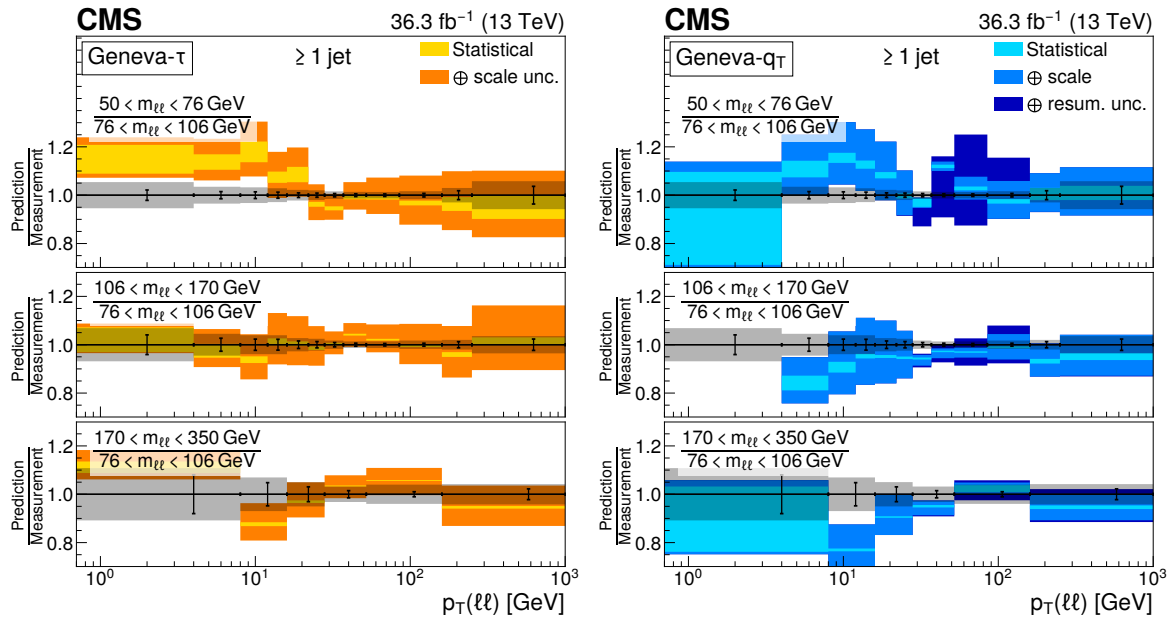 CMS 36.3 fb⁻¹ (13 TeV)
Geneva-τ ≥ 1 jet Statistical
⊕ scale unc.
50 < mℓℓ < 76 GeV
76 < mℓℓ < 106 GeV
1.2
1.0
0.8
Prediction
Measurement
106 < mℓℓ < 170 GeV
76 < mℓℓ < 106 GeV
1.2
1.0
0.8
Prediction
Measurement
170 < mℓℓ < 350 GeV
76 < mℓℓ < 106 GeV
1.2
1.0
0.8
Prediction
Measurement
10⁰ 10¹ 10² 10³
pT(ℓℓ) [GeV]
CMS 36.3 fb⁻¹ (13 TeV)
Geneva-qT ≥ 1 jet Statistical
⊕ scale
⊕ resum. unc.
50 < mℓℓ < 76 GeV
76 < mℓℓ < 106 GeV
1.2
1.0
0.8
Prediction
Measurement
106 < mℓℓ < 170 GeV
76 < mℓℓ < 106 GeV
1.2
1.0
0.8
Prediction
Measurement
170 < mℓℓ < 350 GeV
76 < mℓℓ < 106 GeV
1.2
1.0
0.8
Prediction
Measurement
10⁰ 10¹ 10² 10³
pT(ℓℓ) [GeV]